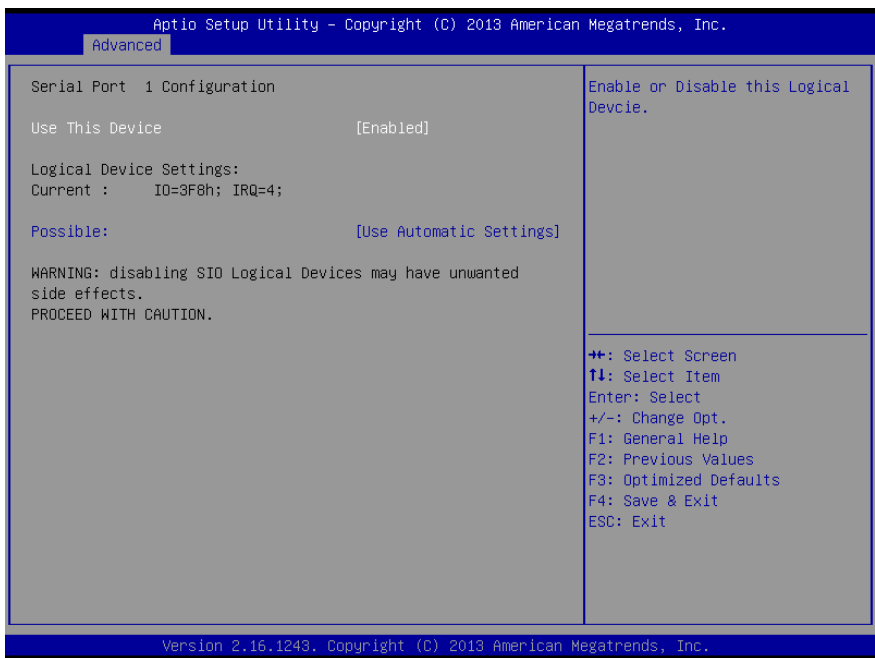 Aptio Setup Utility – Copyright (C) 2013 American Megatrends, Inc.
Advanced
Serial Port 1 Configuration
Use This Device [Enabled]
Logical Device Settings:
Current : IO=3F8h; IRQ=4;
Possible: [Use Automatic Settings]
WARNING: disabling SIO Logical Devices may have unwanted
side effects.
PROCEED WITH CAUTION.
Enable or Disable this Logical
Devcie.
→←: Select Screen
↑↓: Select Item
Enter: Select
+/-: Change Opt.
F1: General Help
F2: Previous Values
F3: Optimized Defaults
F4: Save & Exit
ESC: Exit
Version 2.16.1243. Copyright (C) 2013 American Megatrends, Inc.